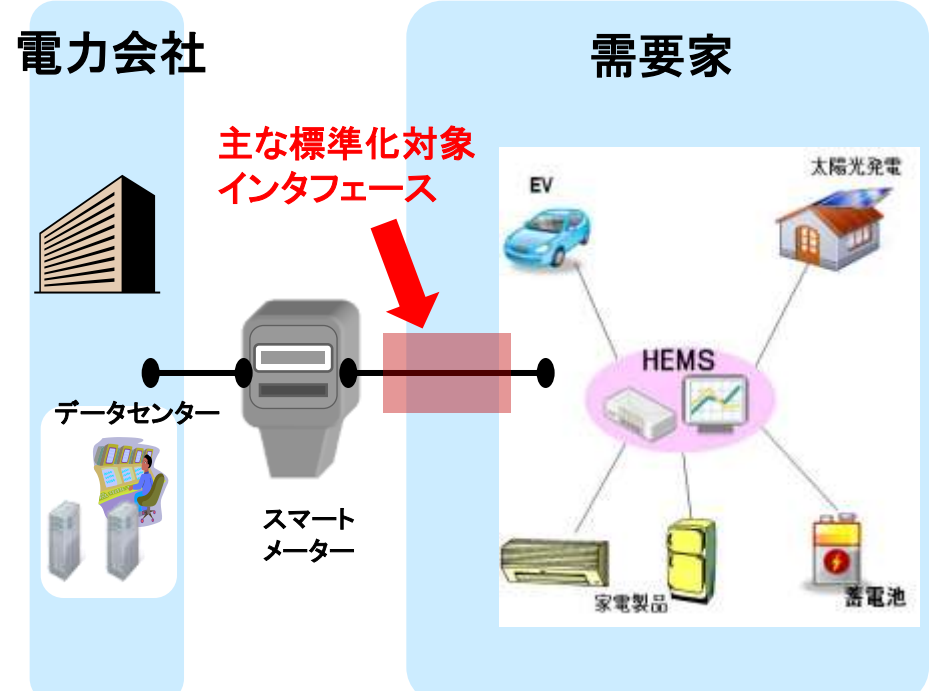 電力会社
需要家
主な標準化対象
インタフェース
太陽光発電
EV
HEMS
データセンター
スマート
メーター
家電製品
蓄電池